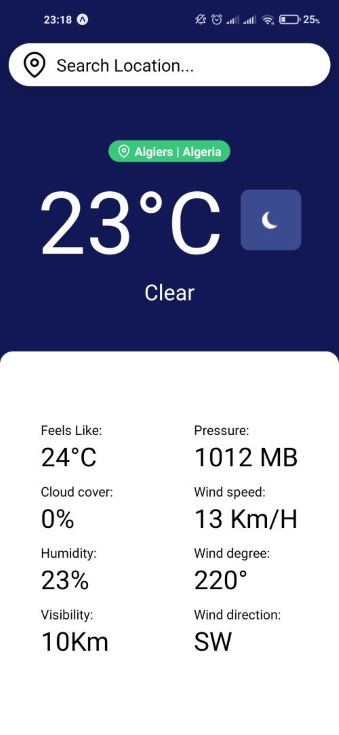 23:18
25%
Search Location...
Algiers | Algeria
23°C
Clear
Feels Like:
24°C
Pressure:
1012 MB
Cloud cover:
0%
Wind speed:
13 Km/H
Humidity:
23%
Wind degree:
220°
Visibility:
10Km
Wind direction:
SW